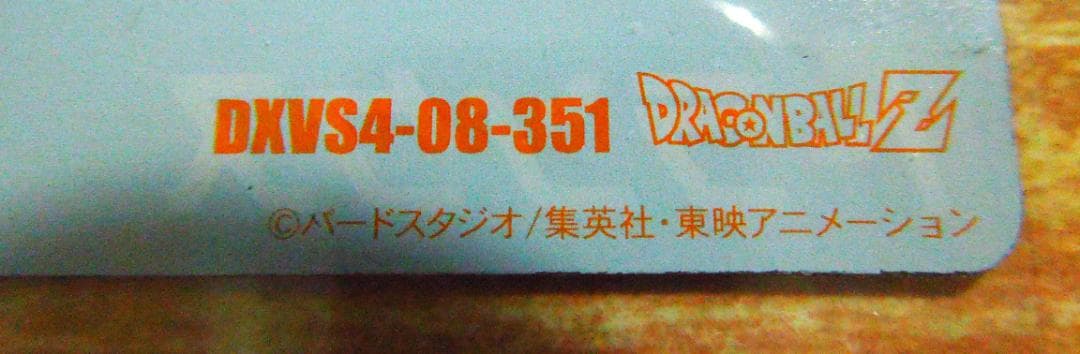 DXVS4-08-351 DRAGONBALL Z
©バードスタジオ/集英社・東映アニメーション